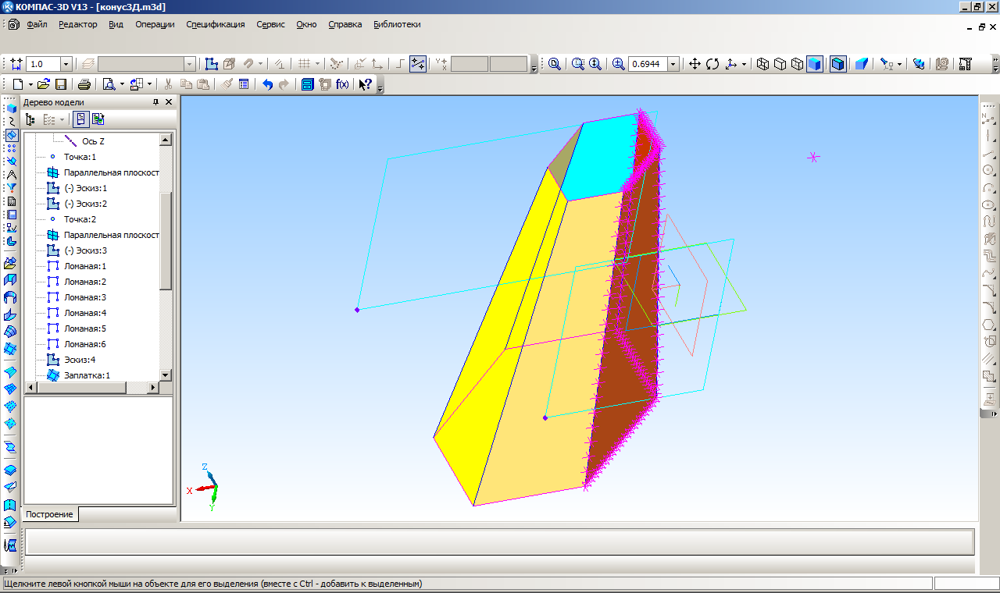 КОМПАС-3D V13 - [конус3Д.m3d]
Файл Редактор Вид Операции Спецификация Сервис Окно Справка Библиотеки
1.0 0.6944
f(x)
Дерево модели
Ось Z
Точка:1
Параллельная плоскост
(-) Эскиз:1
(-) Эскиз:2
Точка:2
Параллельная плоскост
(-) Эскиз:3
Ломаная:1
Ломаная:2
Ломаная:3
Ломаная:4
Ломаная:5
Ломаная:6
Эскиз:4
Заплатка:1
Z
X
Y
Построение
Щелкните левой кнопкой мыши на объекте для его выделения (вместе с Ctrl - добавить к выделенным)